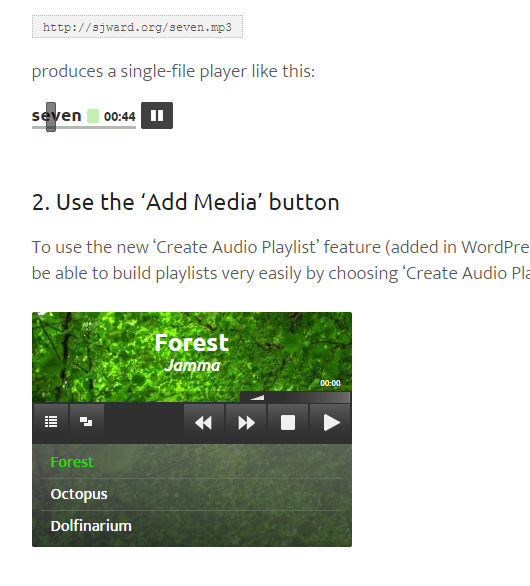 http://sjward.org/seven.mp3
produces a single-file player like this:
seven 00:44
2. Use the ‘Add Media’ button
To use the new ‘Create Audio Playlist’ feature (added in WordPre
be able to build playlists very easily by choosing ‘Create Audio Pla
Forest
Jamma
00:00
Forest
Octopus
Dolfinarium